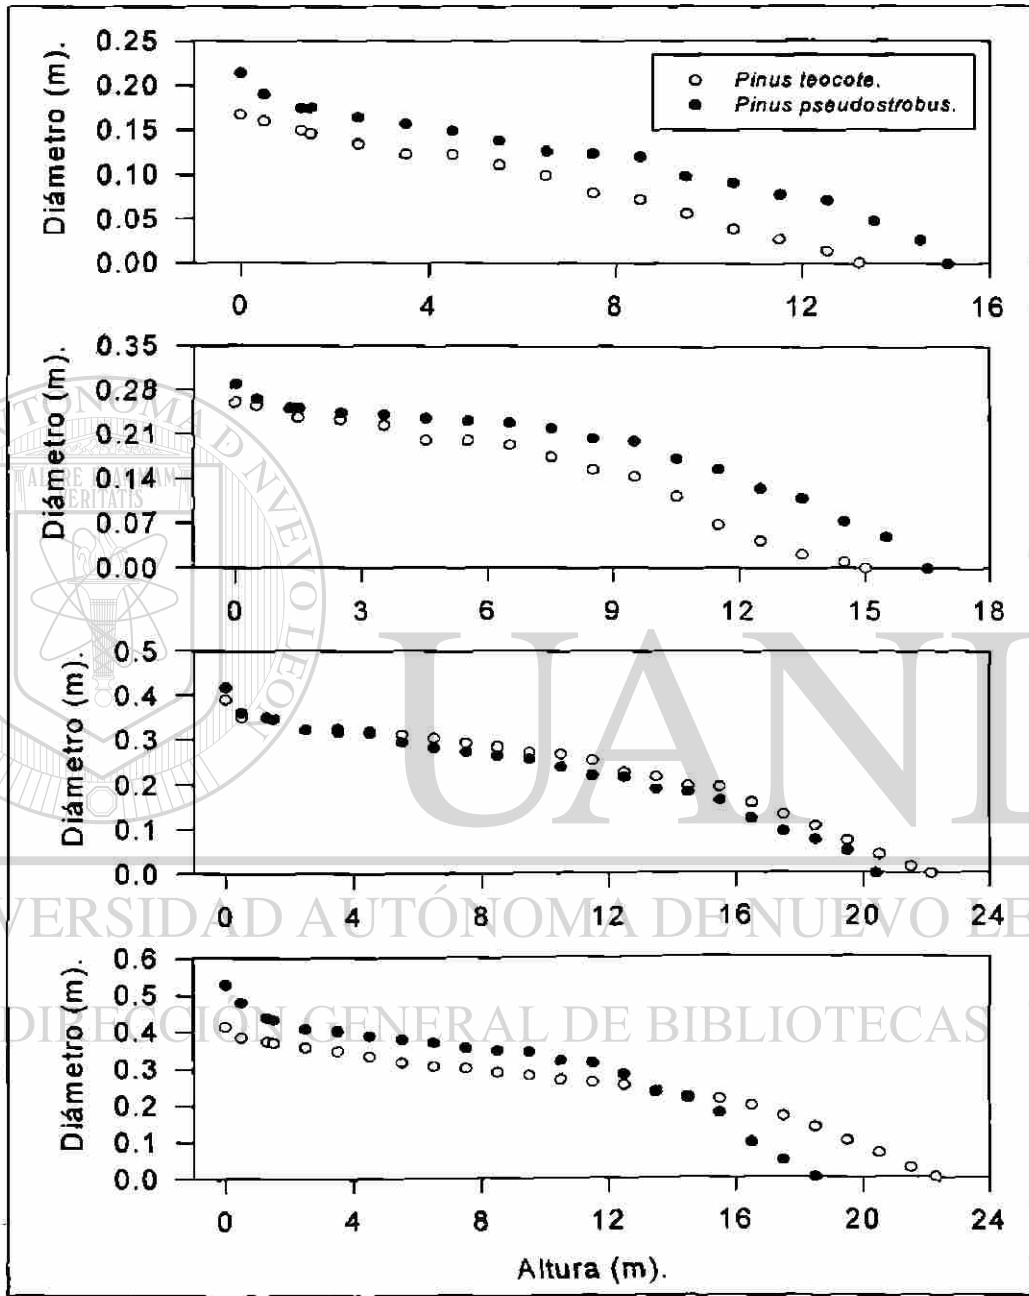 Diámetro (m).
0.25
0.20
0.15
0.10
0.05
0.00
Pinus teocote.
Pinus pseudostrobus.
0 4 8 12 16
Diámetro (m).
0.35
0.28
0.21
0.14
0.07
0.00
0 3 6 9 12 15 18
Diámetro (m).
0.5
0.4
0.3
0.2
0.1
0.0
0 4 8 12 16 20 24
Diámetro (m).
0.6
0.5
0.4
0.3
0.2
0.1
0.0
0 4 8 12 16 20 24
Altura (m).
UANL
VERSIDAD AUTÓNOMA DE NUEVO LE
DIRECCIÓN GENERAL DE BIBLIOTECAS
VERITATIS